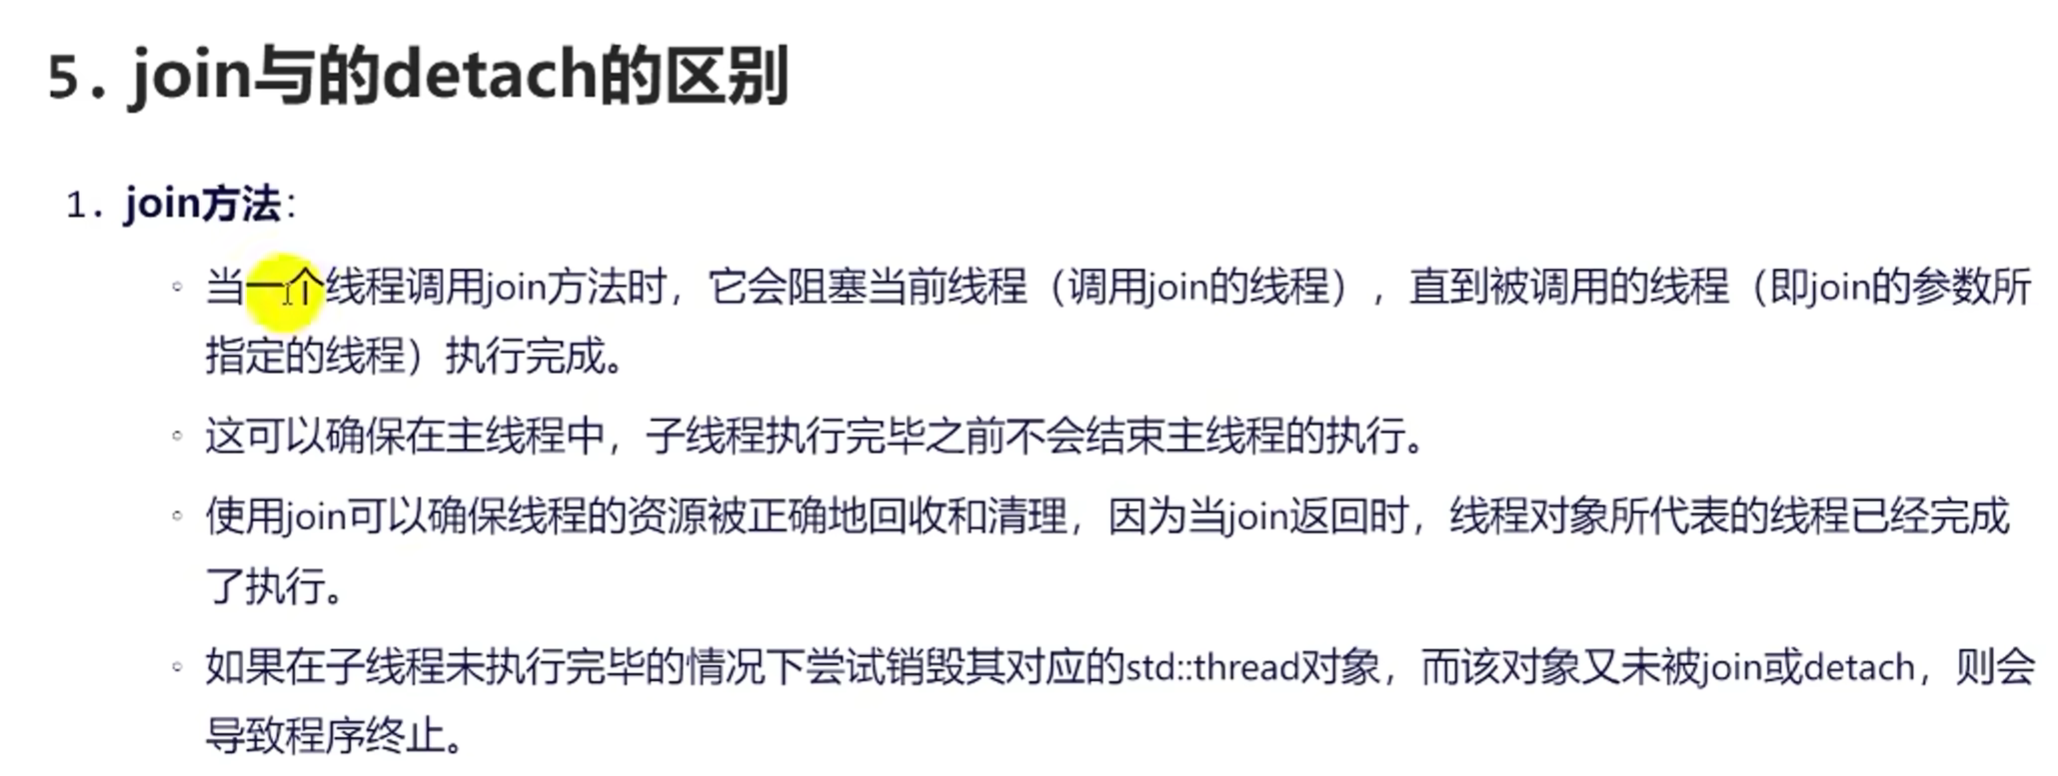 5. join与的detach的区别
1. join方法:
◦ 当一个线程调用join方法时，它会阻塞当前线程（调用join的线程），直到被调用的线程（即join的参数所
指定的线程）执行完成。
◦ 这可以确保在主线程中，子线程执行完毕之前不会结束主线程的执行。
◦ 使用join可以确保线程的资源被正确地回收和清理，因为当join返回时，线程对象所代表的线程已经完成
了执行。
◦ 如果在子线程未执行完毕的情况下尝试销毁其对应的std::thread对象，而该对象又未被join或detach，则会
导致程序终止。